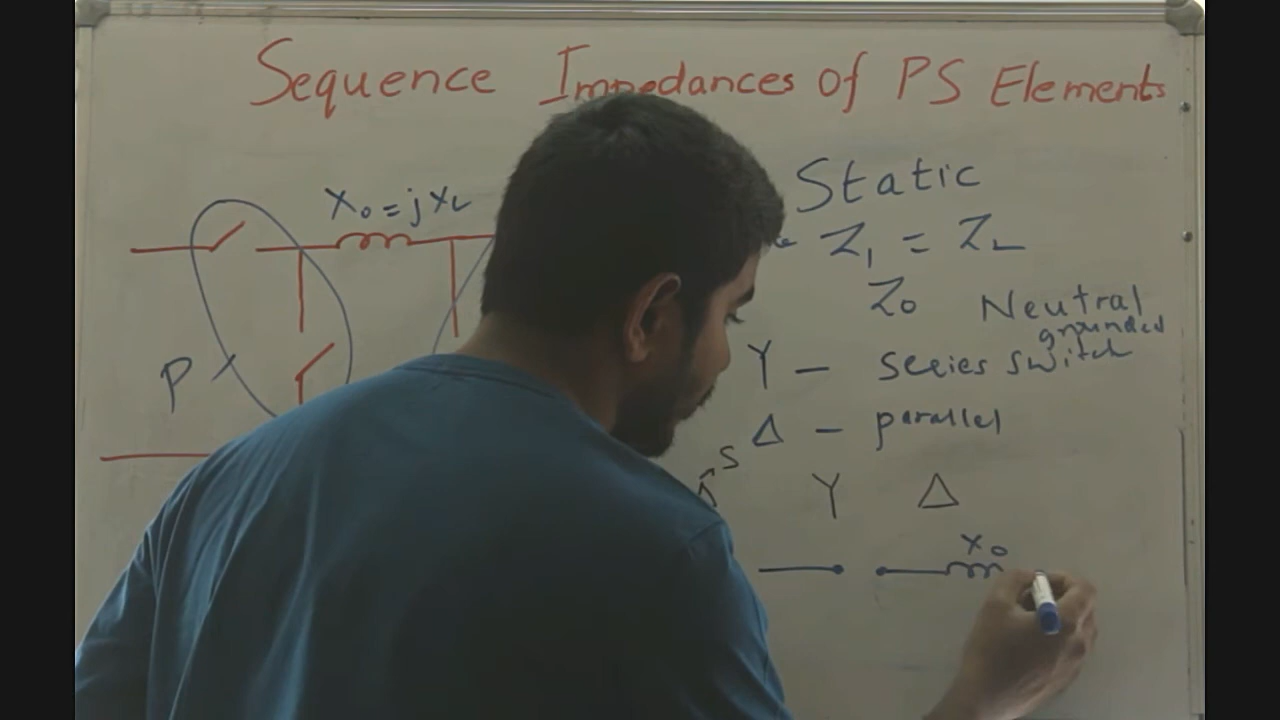 Sequence Impedances of PS Elements
X₀ = jXL
Static
Z₁ = ZL
Z₀ Neutral
grounded
Y – Series switch
Δ – parallel
P
S
Y Δ
X₀